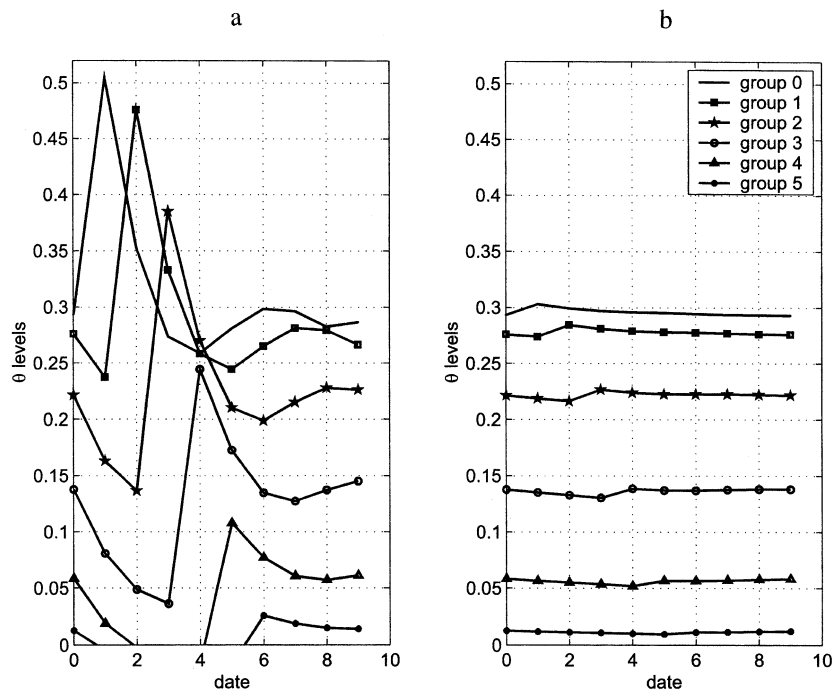 a
b
0.5
0.45
0.4
0.35
0.3
0.25
0.2
0.15
0.1
0.05
0
θ levels
0 2 4 6 8 10
date
0.5
0.45
0.4
0.35
0.3
0.25
0.2
0.15
0.1
0.05
0
θ levels
0 2 4 6 8 10
date
group 0
group 1
group 2
group 3
group 4
group 5